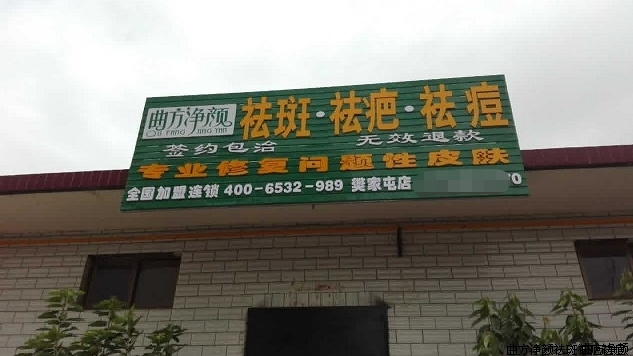 曲方净颜 祛斑·祛疤·祛痘
QU FANG JING YAN
签约包治 无效退款
专业修复问题性皮肤
全国加盟连锁 400-6532-989 樊家屯店